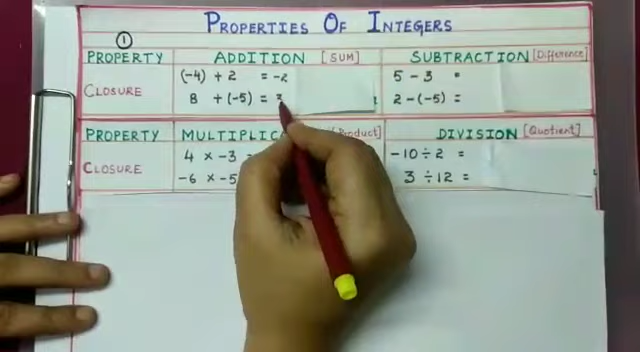 PROPERTIES OF INTEGERS
1
PROPERTY ADDITION [SUM] SUBTRACTION [Difference]
CLOSURE (-4) + 2 = -2 5 - 3 =
8 + (-5) = 2 - (-5) =
PROPERTY Product] DIVISION [Quotient]
CLOSURE 4 × -3 -10 ÷ 2 =
-6 × -5 3 ÷ 12 =